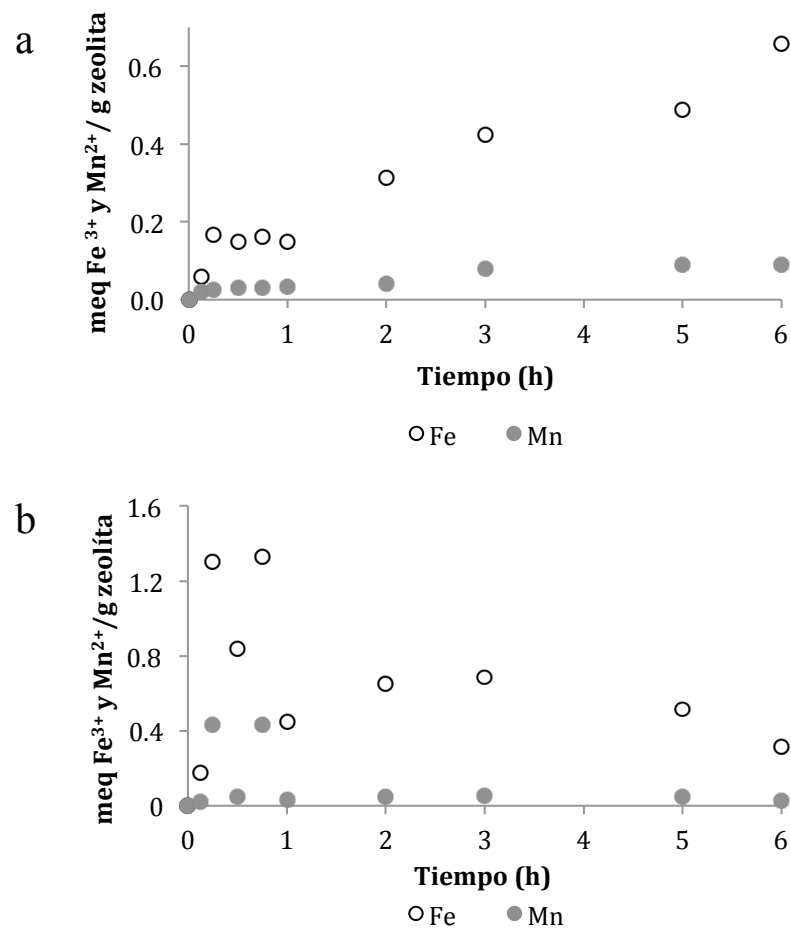 a
meq Fe ³⁺ y Mn²⁺/ g zeolita
0.6
0.4
0.2
0.0
0 1 2 3 4 5 6
Tiempo (h)
Fe Mn
b
meq Fe³⁺ y Mn²⁺/g zeolíta
1.6
1.2
0.8
0.4
0
0 1 2 3 4 5 6
Tiempo (h)
Fe Mn